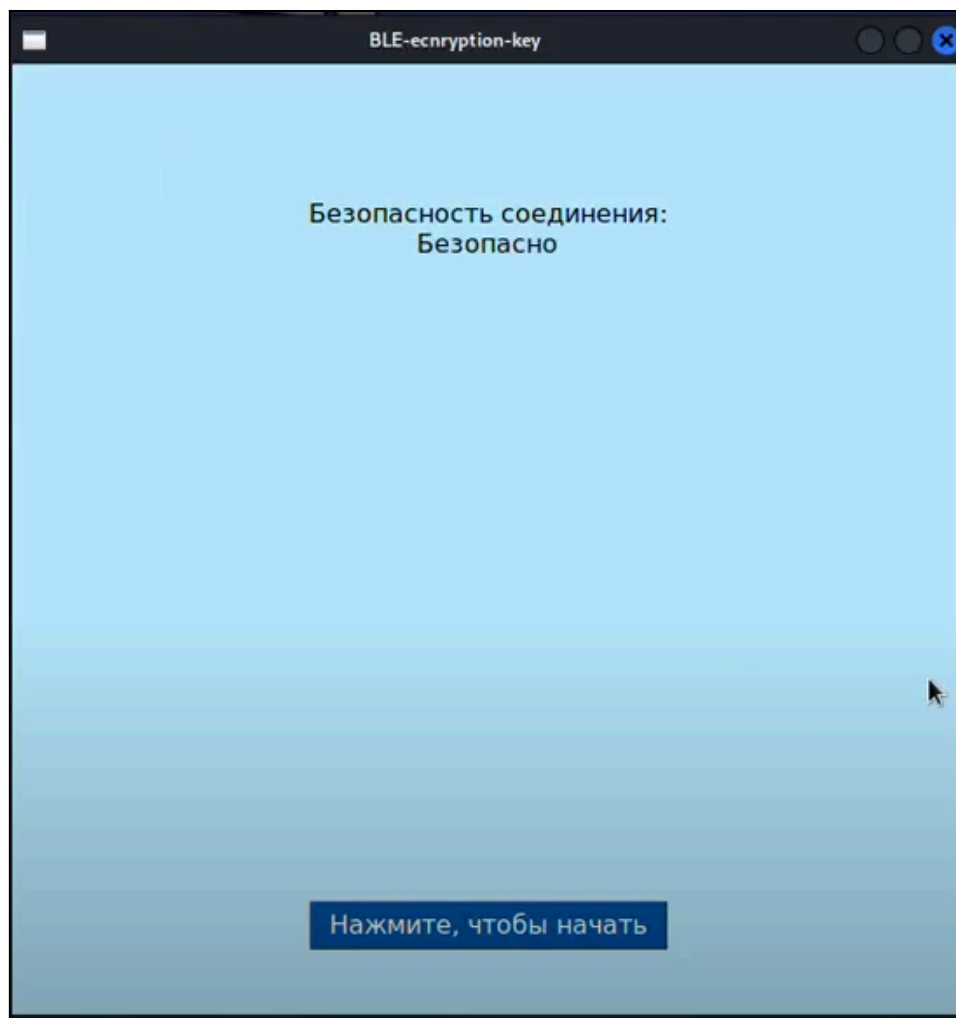 BLE-ecnryption-key
Безопасность соединения:
Безопасно
Нажмите, чтобы начать